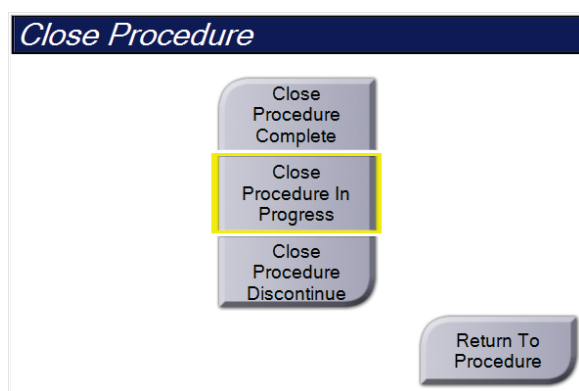 Close Procedure
Close
Procedure
Complete
Close
Procedure In
Progress
Close
Procedure
Discontinue
Return To
Procedure